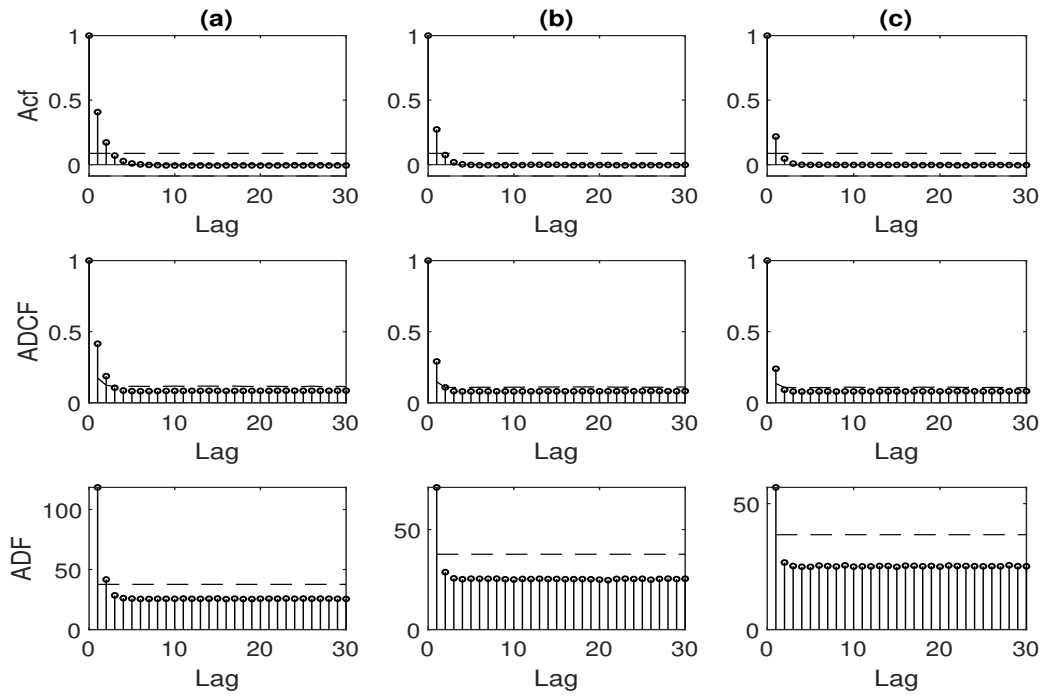 (a) (b) (c)
1 1 1
Acf 0.5 0.5 0.5
0 0 0
0 10 20 30 0 10 20 30 0 10 20 30
Lag Lag Lag
1 1 1
ADCF 0.5 0.5 0.5
0 0 0
0 10 20 30 0 10 20 30 0 10 20 30
Lag Lag Lag
100
ADF 50 50 50
0 0 0
0 10 20 30 0 10 20 30 0 10 20 30
Lag Lag Lag